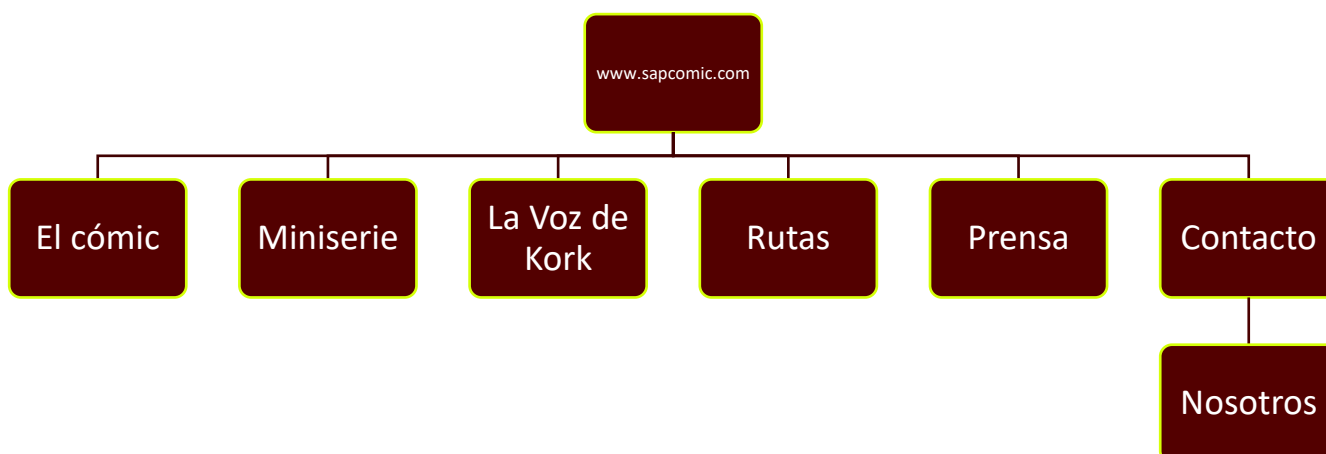 www.sapcomic.com
El cómic
Miniserie
La Voz de
Kork
Rutas
Prensa
Contacto
Nosotros